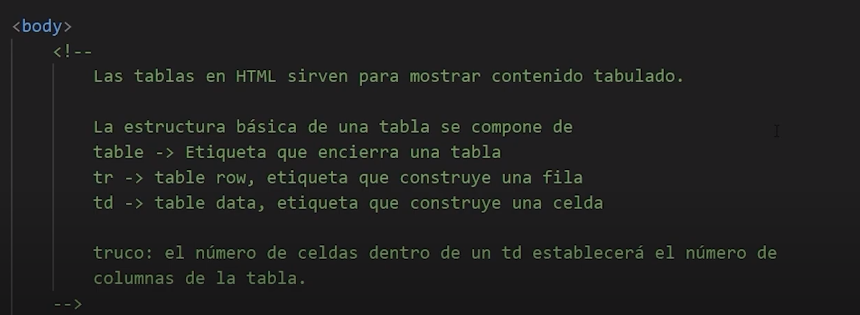 <body>
<!--
Las tablas en HTML sirven para mostrar contenido tabulado.
La estructura básica de una tabla se compone de
table -> Etiqueta que encierra una tabla
tr -> table row, etiqueta que construye una fila
td -> table data, etiqueta que construye una celda
truco: el número de celdas dentro de un td establecerá el número de
columnas de la tabla.
-->